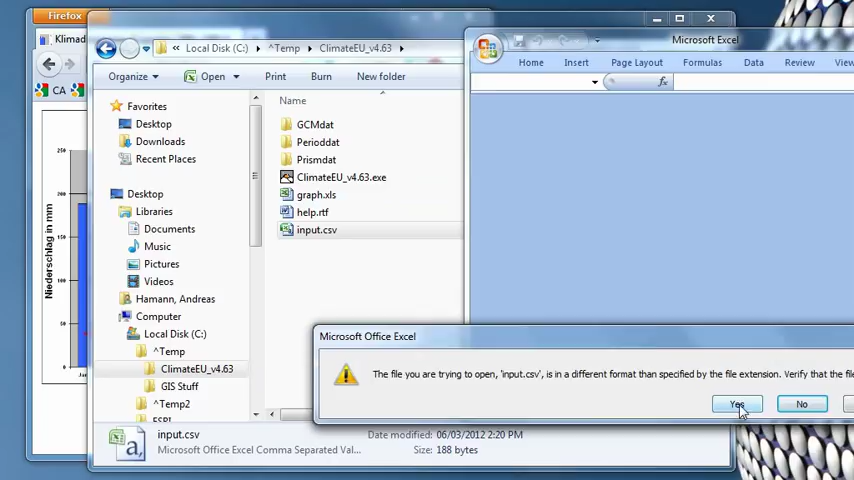 Firefox
Klimad
CA
250
200
150
100
50
0
Niederschlag in mm
« Local Disk (C:) ▸ ^Temp ▸ ClimateEU_v4.63 ▸
Organize Open Print Burn New folder
Favorites
Desktop
Downloads
Recent Places
Desktop
Libraries
Documents
Music
Pictures
Videos
Hamann, Andreas
Computer
Local Disk (C:)
^Temp
ClimateEU_v4.63
GIS Stuff
^Temp2
Name
GCMdat
Perioddat
Prismdat
ClimateEU_v4.63.exe
graph.xls
help.rtf
input.csv
input.csv
Date modified: 06/03/2012 2:20 PM
Microsoft Office Excel Comma Separated Val...
Size: 188 bytes
Microsoft Excel
Home Insert Page Layout Formulas Data Review View
fx
Microsoft Office Excel
The file you are trying to open, 'input.csv', is in a different format than specified by the file extension. Verify that the file
Yes
No